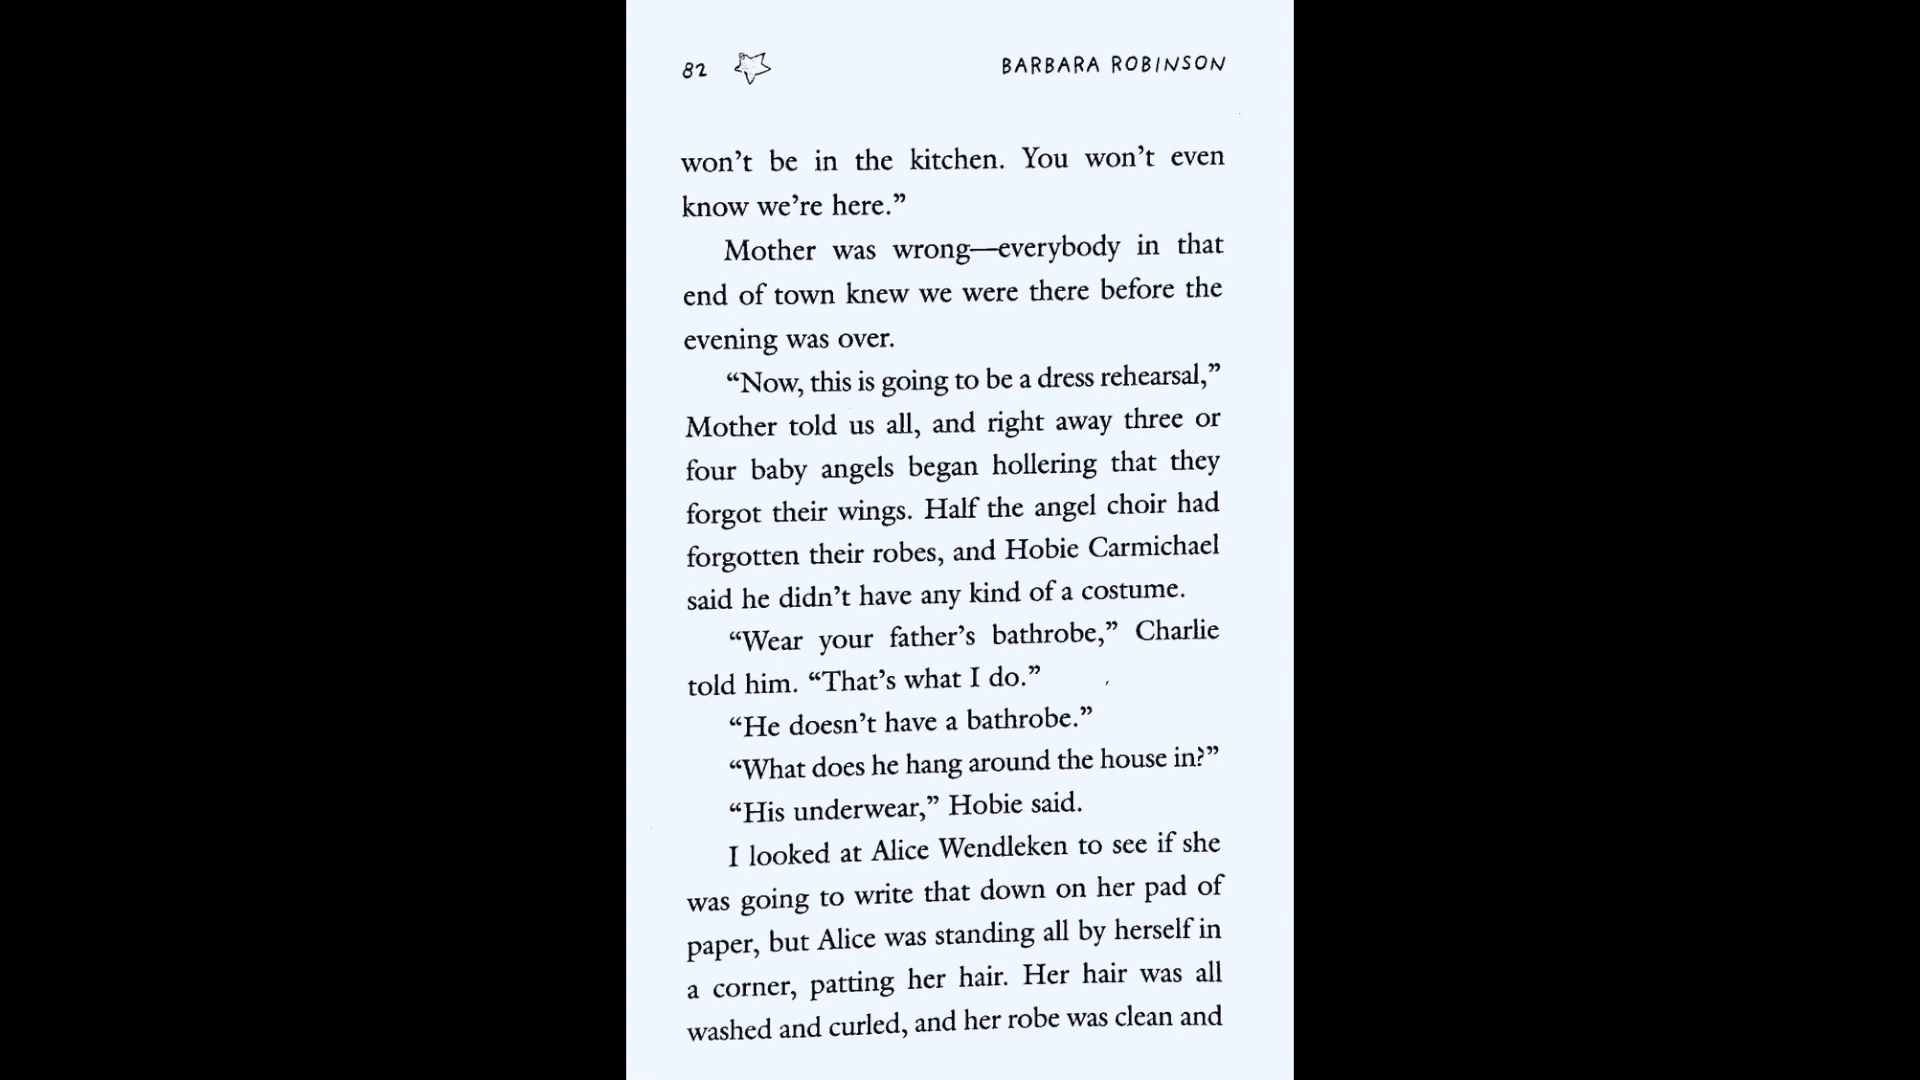 82 BARBARA ROBINSON
won’t be in the kitchen. You won’t even
know we’re here.”
Mother was wrong—everybody in that
end of town knew we were there before the
evening was over.
“Now, this is going to be a dress rehearsal,”
Mother told us all, and right away three or
four baby angels began hollering that they
forgot their wings. Half the angel choir had
forgotten their robes, and Hobie Carmichael
said he didn’t have any kind of a costume.
“Wear your father’s bathrobe,” Charlie
told him. “That’s what I do.”
“He doesn’t have a bathrobe.”
“What does he hang around the house in?”
“His underwear,” Hobie said.
I looked at Alice Wendleken to see if she
was going to write that down on her pad of
paper, but Alice was standing all by herself in
a corner, patting her hair. Her hair was all
washed and curled, and her robe was clean and